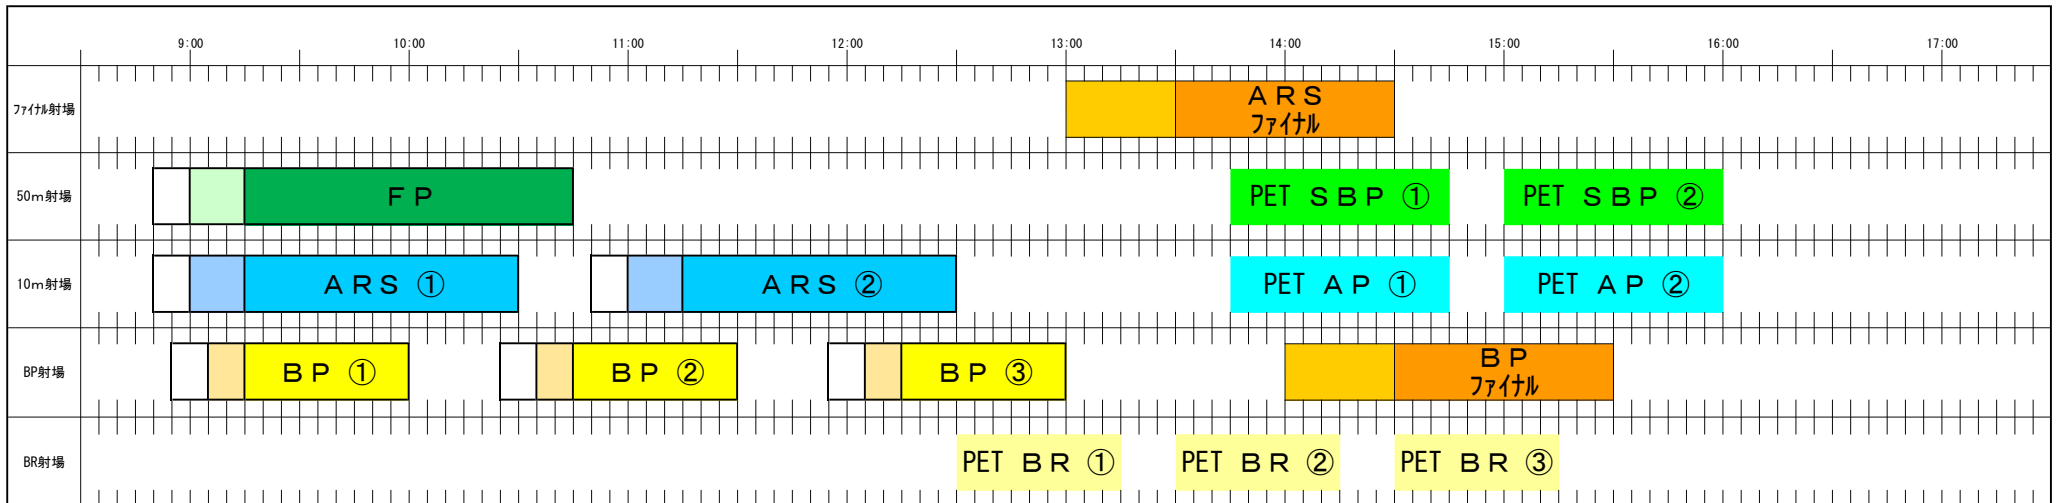 9:00 10:00 11:00 12:00 13:00 14:00 15:00 16:00 17:00
ﾌｧｲﾅﾙ射場
ＡＲＳ
ファイナル
50ｍ射場
ＦＰ
PET ＳＢＰ ①
PET ＳＢＰ ②
10ｍ射場
ＡＲＳ ①
ＡＲＳ ②
PET ＡＰ ①
PET ＡＰ ②
BP射場
ＢＰ ①
ＢＰ ②
ＢＰ ③
ＢＰ
ファイナル
BR射場
PET ＢＲ ①
PET ＢＲ ②
PET ＢＲ ③